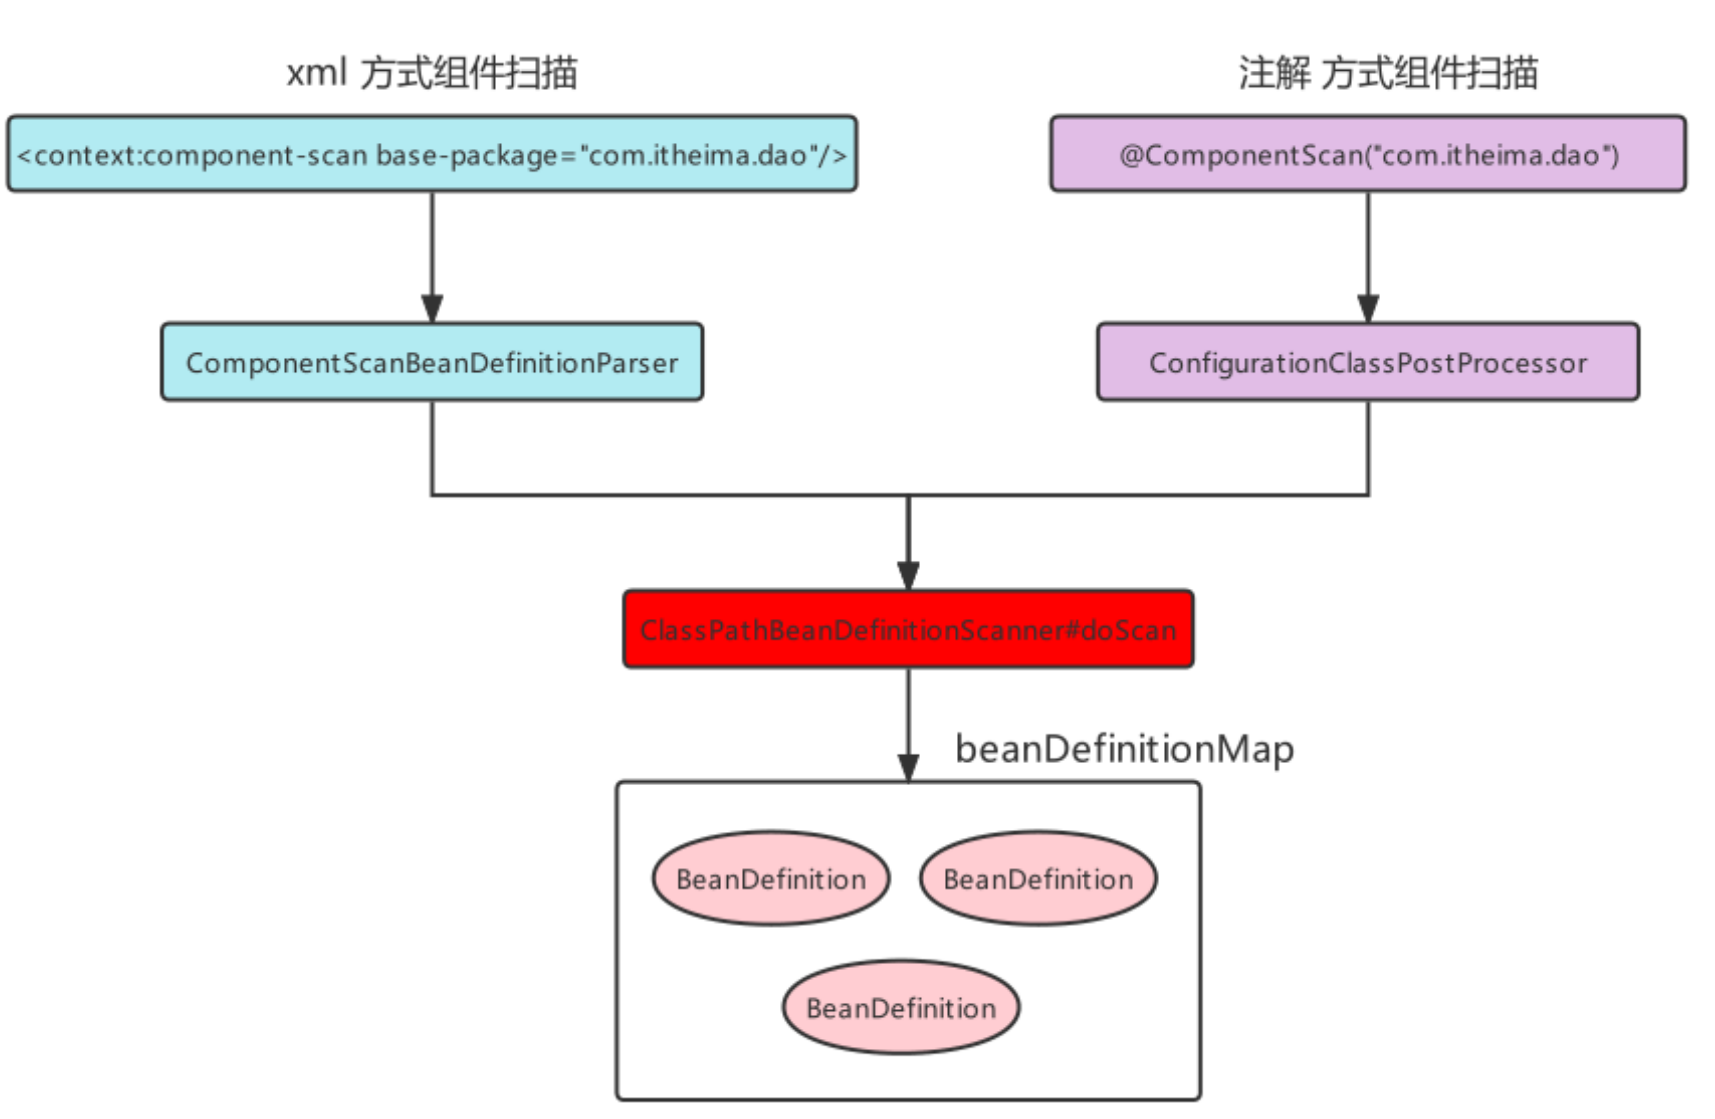 xml 方式组件扫描
注解 方式组件扫描
<context:component-scan base-package="com.itheima.dao"/>
@ComponentScan("com.itheima.dao")
ComponentScanBeanDefinitionParser
ConfigurationClassPostProcessor
ClassPathBeanDefinitionScanner#doScan
beanDefinitionMap
BeanDefinition
BeanDefinition
BeanDefinition